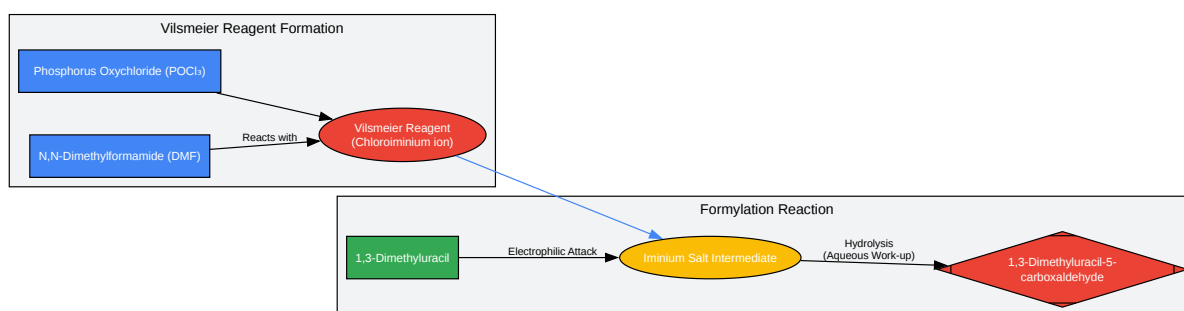 Vilsmeier Reagent Formation
Phosphorus Oxychloride (POCl₃)
N,N-Dimethylformamide (DMF)
Reacts with
Vilsmeier Reagent
(Chloroiminium ion)
Formylation Reaction
1,3-Dimethyluracil
Electrophilic Attack
Iminium Salt Intermediate
Hydrolysis
(Aqueous Work-up)
1,3-Dimethyluracil-5-
carboxaldehyde